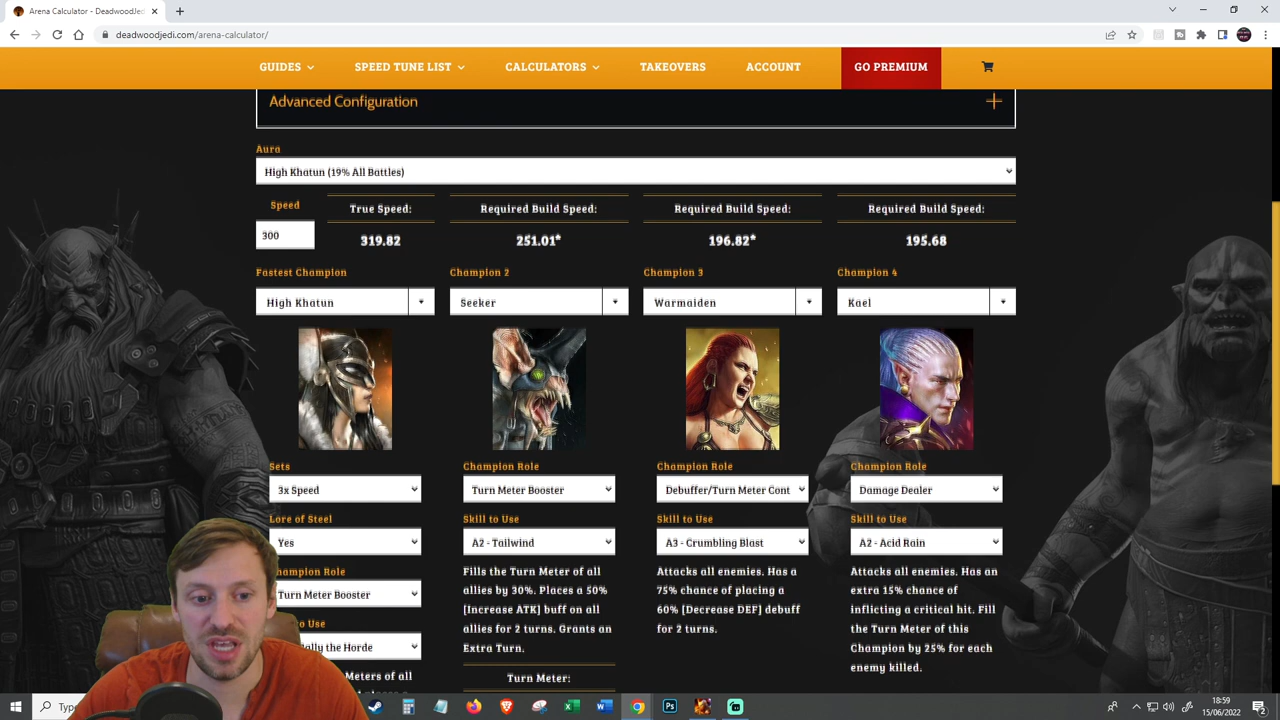 Arena Calculator - DeadwoodJed
deadwoodjedi.com/arena-calculator/
GUIDES SPEED TUNE LIST CALCULATORS TAKEOVERS ACCOUNT GO PREMIUM
Advanced Configuration
Aura
High Khatun (19% All Battles)
Speed True Speed: Required Build Speed: Required Build Speed: Required Build Speed:
300 319.82 251.01* 196.82* 195.68
Fastest Champion Champion 2 Champion 3 Champion 4
High Khatun Seeker Warmaiden Kael
Sets Champion Role Champion Role Champion Role
3x Speed Turn Meter Booster Debuffer/Turn Meter Cont Damage Dealer
Lore of Steel Skill to Use Skill to Use Skill to Use
Yes A2 - Tailwind A3 - Crumbling Blast A2 - Acid Rain
Champion Role
Turn Meter Booster
to Use
ally the Horde
Meters of all
Fills the Turn Meter of all
allies by 30%. Places a 50%
[Increase ATK] buff on all
allies for 2 turns. Grants an
Extra Turn.
Turn Meter:
Attacks all enemies. Has a
75% chance of placing a
60% [Decrease DEF] debuff
for 2 turns.
Attacks all enemies. Has an
extra 15% chance of
inflicting a critical hit. Fill
the Turn Meter of this
Champion by 25% for each
enemy killed.
Type
18:59
15/06/2022